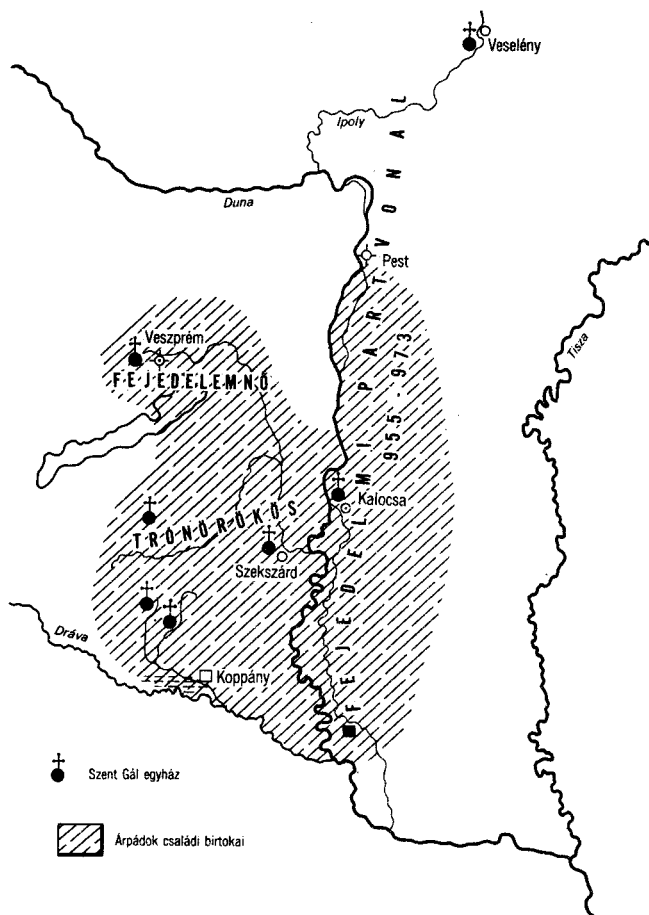 Veselény
Ipoly
Duna
Pest
FEJEDELMI PARTVONAL
955-973
Tisza
Veszprém
FEJEDELEMNŐ
Kalocsa
TRÓNÖRÖKÖS
Szekszárd
Dráva
Koppány
Szent Gál egyház
Árpádok családi birtokai